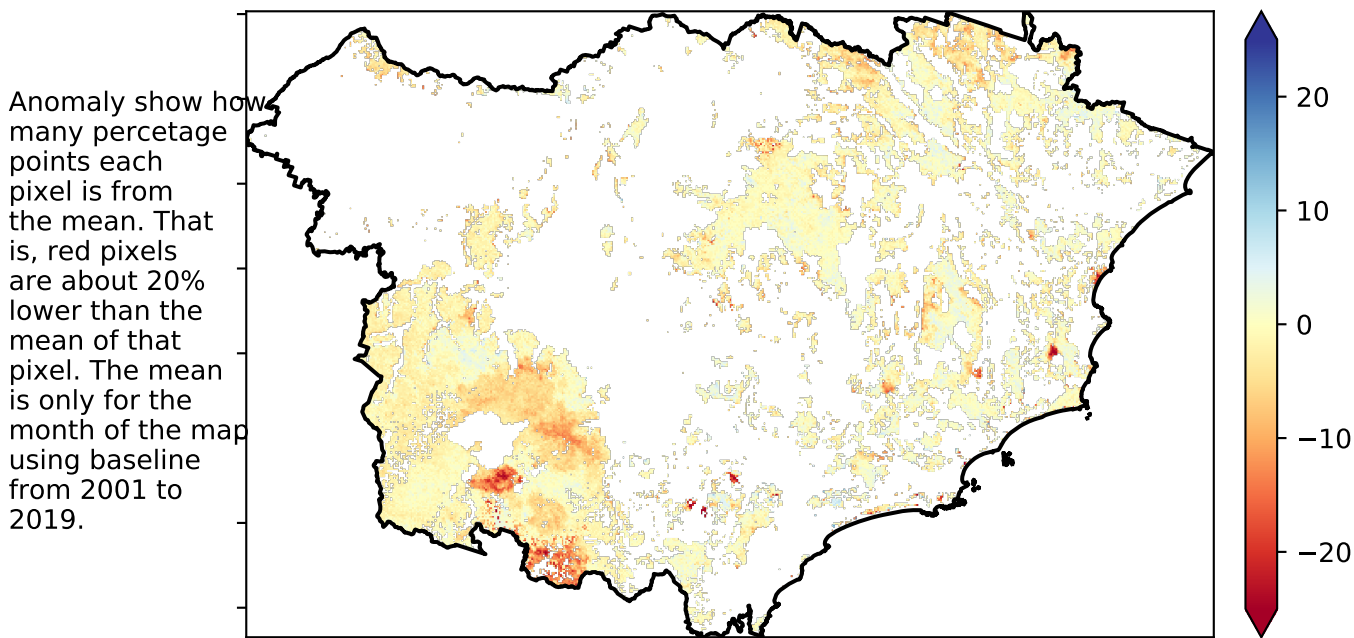 Anomaly show how
many percetage
points each
pixel is from
the mean. That
is, red pixels
are about 20%
lower than the
mean of that
pixel. The mean
is only for the
month of the map
using baseline
from 2001 to
2019.
20
10
0
−10
−20